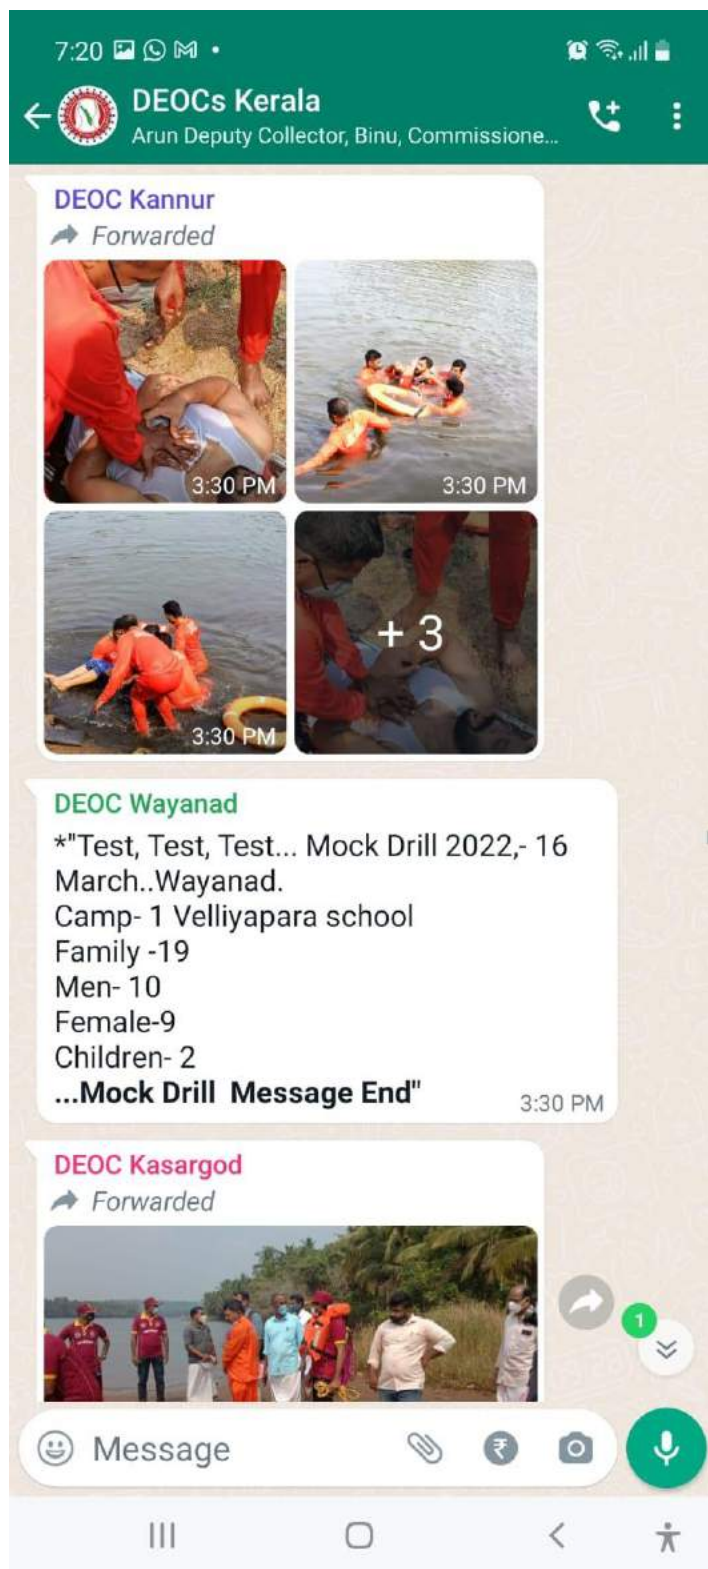 7:20
DEOCs Kerala
Arun Deputy Collector, Binu, Commissione...
DEOC Kannur
Forwarded
3:30 PM
3:30 PM
3:30 PM
+ 3
DEOC Wayanad
*"Test, Test, Test... Mock Drill 2022,- 16
March..Wayanad.
Camp- 1 Velliyapara school
Family -19
Men- 10
Female-9
Children- 2
...Mock Drill  Message End"
3:30 PM
DEOC Kasargod
Forwarded
1
Message